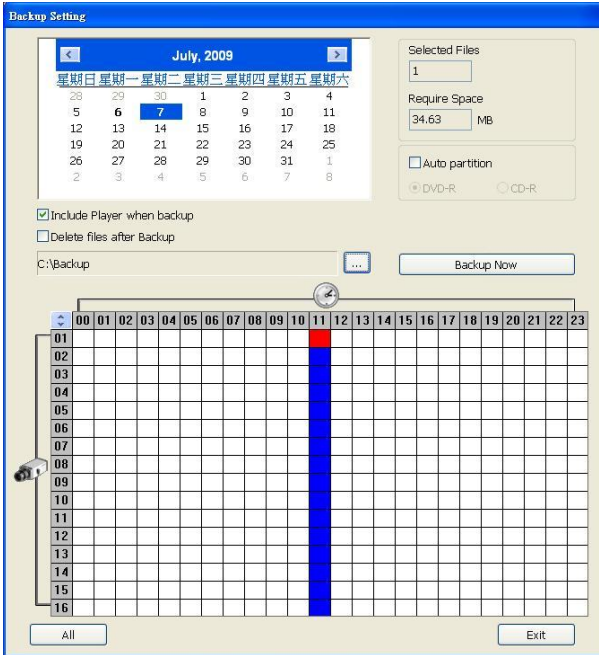 Backup Setting
July, 2009
星期日 星期一 星期二 星期三 星期四 星期五 星期六
28 29 30 1 2 3 4
5 6 7 8 9 10 11
12 13 14 15 16 17 18
19 20 21 22 23 24 25
26 27 28 29 30 31 1
2 3 4 5 6 7 8
Selected Files
1
Require Space
34.63 MB
Auto partition
DVD-R CD-R
Include Player when backup
Delete files after Backup
C:\Backup ... Backup Now
00 01 02 03 04 05 06 07 08 09 10 11 12 13 14 15 16 17 18 19 20 21 22 23
01
02
03
04
05
06
07
08
09
10
11
12
13
14
15
16
All Exit